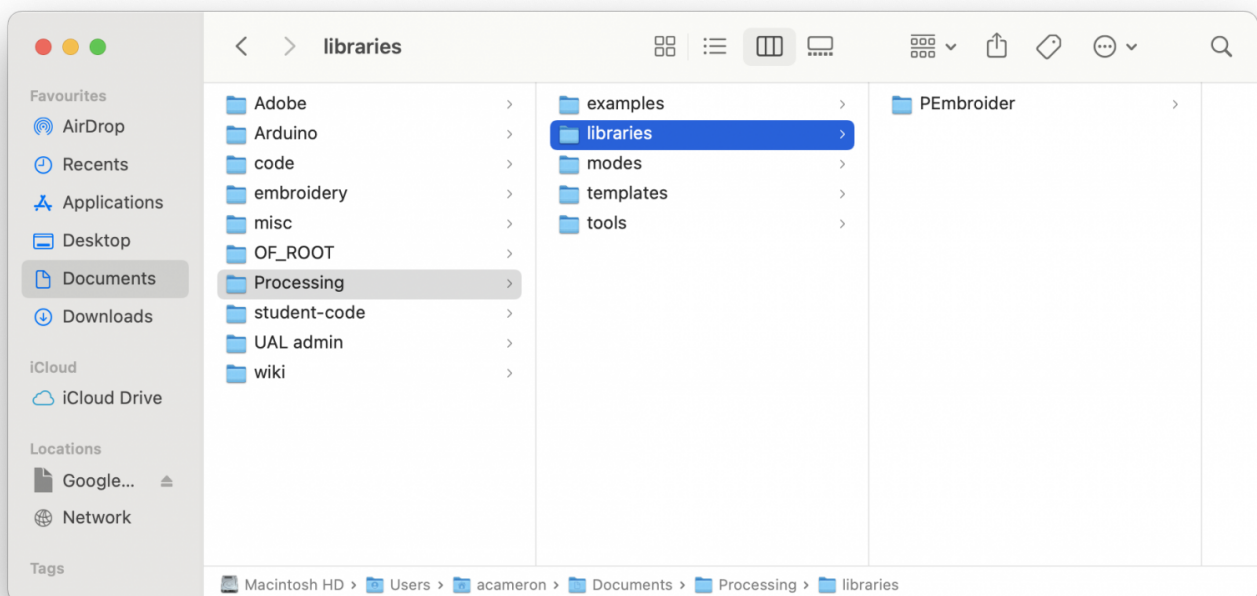 libraries
Favourites
AirDrop
Recents
Applications
Desktop
Documents
Downloads
iCloud
iCloud Drive
Locations
Google...
Network
Tags
Adobe
Arduino
code
embroidery
misc
OF_ROOT
Processing
student-code
UAL admin
wiki
examples
libraries
modes
templates
tools
PEmbroider
Macintosh HD › Users › acameron › Documents › Processing › libraries